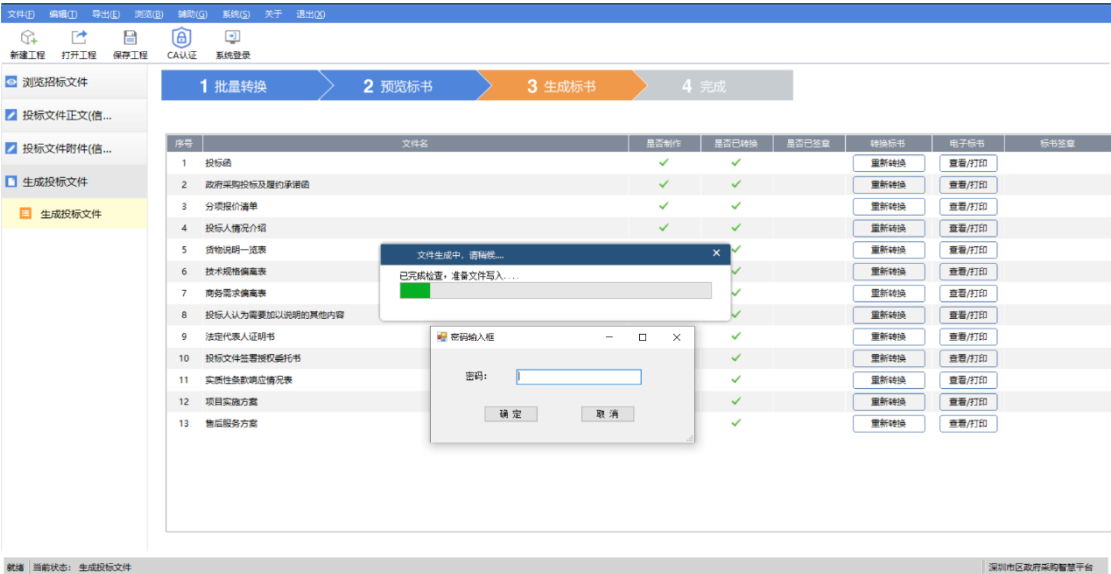 文件(F) 编辑(I) 导出(E) 浏览(B) 辅助(G) 系统(S) 关于 退出(X)
新建工程 打开工程 保存工程 CA认证 系统登录
浏览招标文件
投标文件正文(信...
投标文件附件(信...
生成投标文件
生成投标文件
1 批量转换 2 预览标书 3 生成标书 4 完成
序号 文件名 是否制作 是否已转换 是否已签章 转换标书 电子标书 标书签章
1 投标函 重新转换 查看/打印
2 政府采购投标及履约承诺函 重新转换 查看/打印
3 分项报价清单 重新转换 查看/打印
4 投标人情况介绍 重新转换 查看/打印
5 货物说明一览表 重新转换 查看/打印
6 技术规格偏离表 重新转换 查看/打印
7 商务需求偏离表 重新转换 查看/打印
8 投标人认为需要加以说明的其他内容 重新转换 查看/打印
9 法定代表人证明书 重新转换 查看/打印
10 投标文件签署授权委托书 重新转换 查看/打印
11 实质性条款响应情况表 重新转换 查看/打印
12 项目实施方案 重新转换 查看/打印
13 售后服务方案 重新转换 查看/打印
文件生成中，请稍候...
已完成检查，准备文件写入....
密码输入框
密码：
确 定 取 消
就绪 当前状态： 生成投标文件 深圳市区政府采购智慧平台